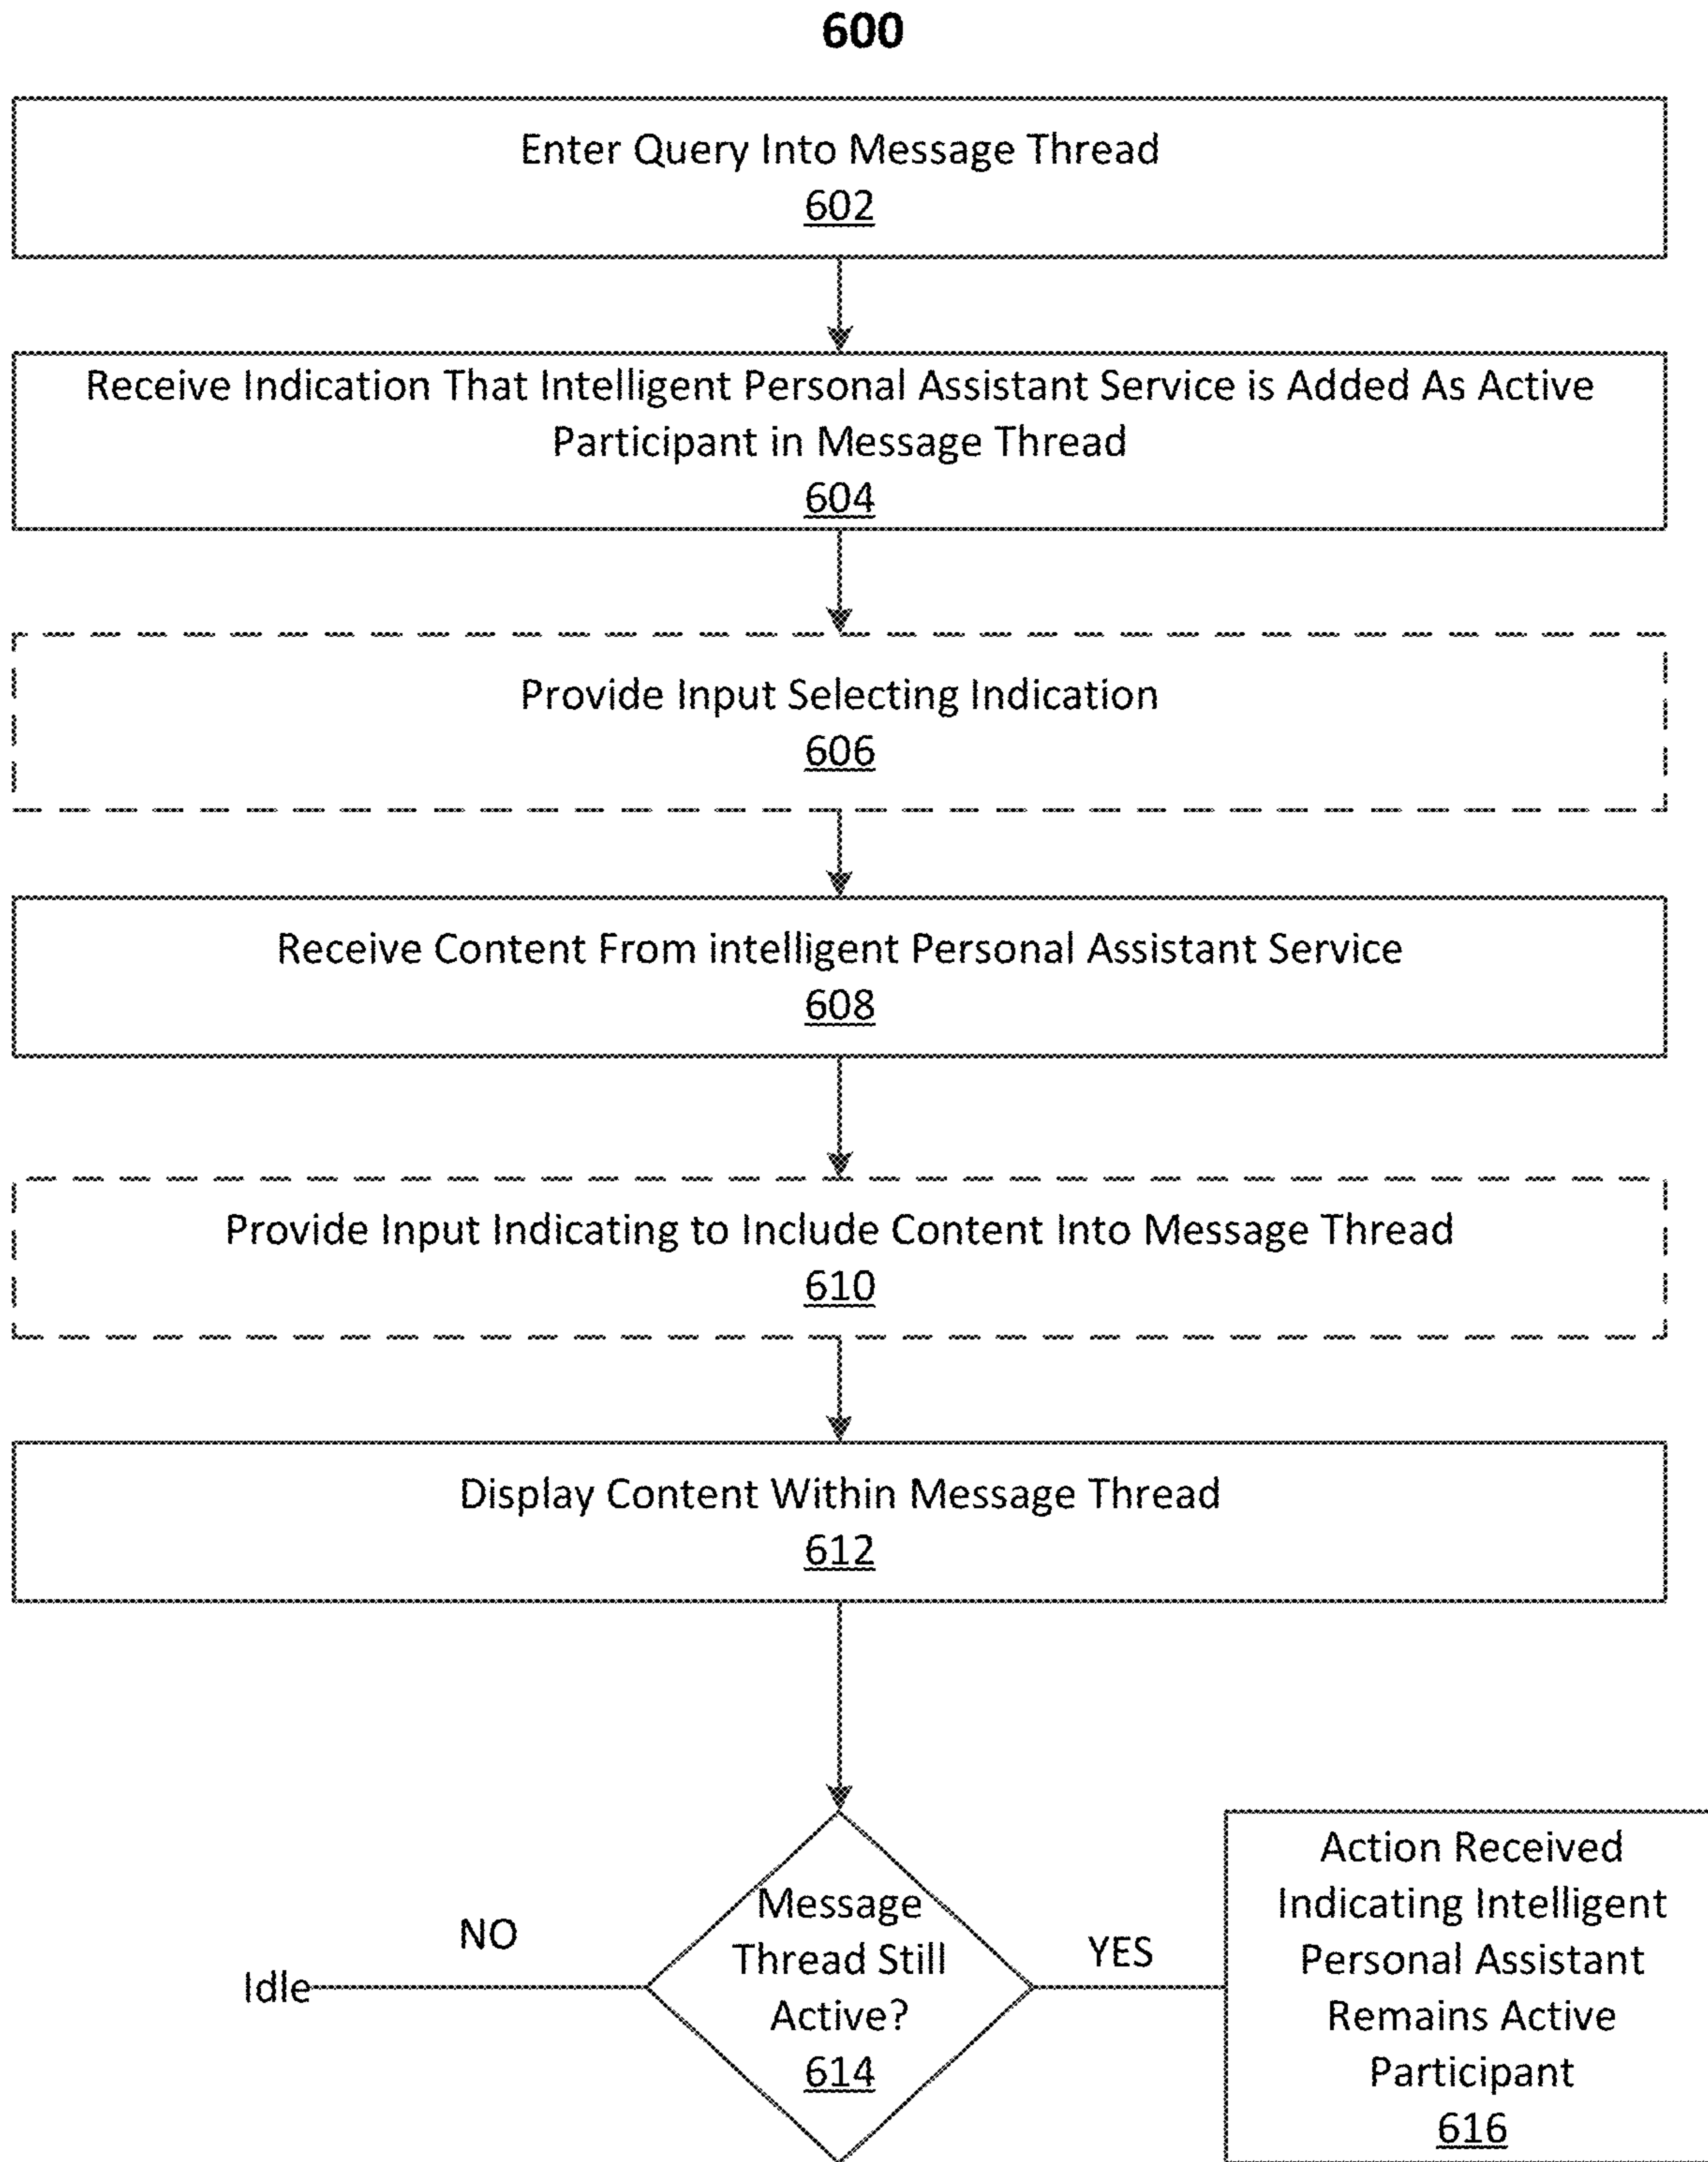 600
Enter Query Into Message Thread
602
Receive Indication That Intelligent Personal Assistant Service is Added As Active
Participant in Message Thread
604
Provide Input Selecting Indication
606
Receive Content From intelligent Personal Assistant Service
608
Provide Input Indicating to Include Content Into Message Thread
610
Display Content Within Message Thread
612
Idle
NO
Message
Thread Still
Active?
614
YES
Action Received
Indicating Intelligent
Personal Assistant
Remains Active
Participant
616